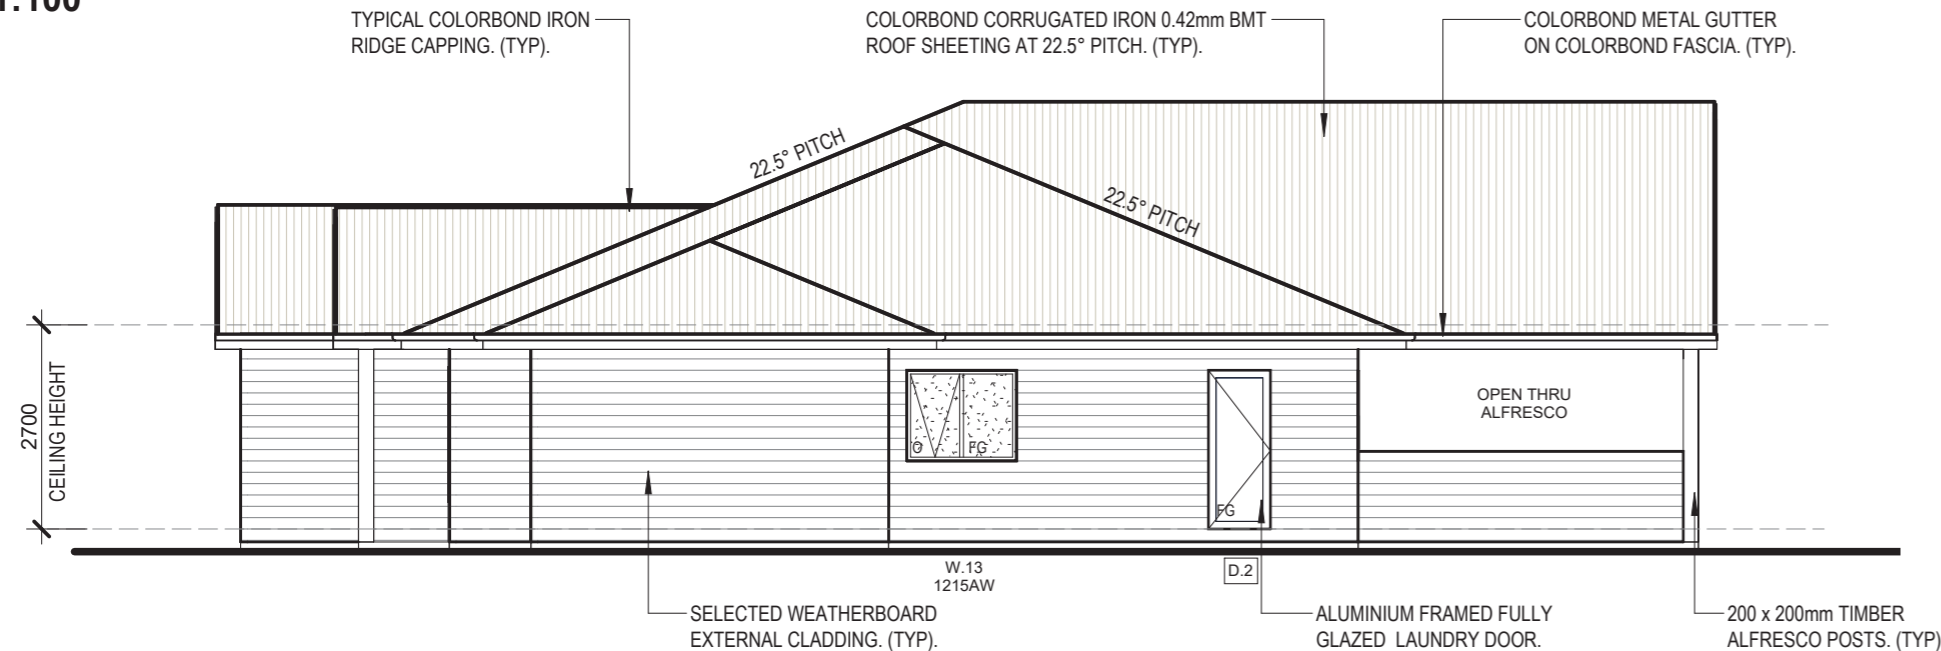 1:100
TYPICAL COLORBOND IRON
RIDGE CAPPING. (TYP).
COLORBOND CORRUGATED IRON 0.42mm BMT
ROOF SHEETING AT 22.5° PITCH. (TYP).
COLORBOND METAL GUTTER
ON COLORBOND FASCIA. (TYP).
22.5° PITCH
22.5° PITCH
2700
CEILING HEIGHT
OPEN THRU
ALFRESCO
O
FG
FG
W.13
1215AW
D.2
SELECTED WEATHERBOARD
EXTERNAL CLADDING. (TYP).
ALUMINIUM FRAMED FULLY
GLAZED LAUNDRY DOOR.
200 x 200mm TIMBER
ALFRESCO POSTS. (TYP)